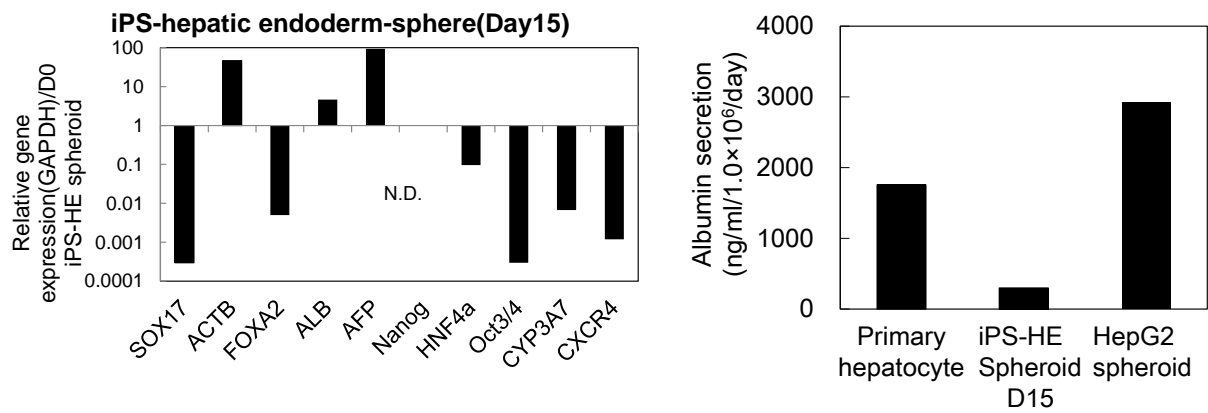 iPS-hepatic endoderm-sphere(Day15)
Relative gene
expression(GAPDH)/D0
iPS-HE spheroid
100
10
1
0.1
0.01
0.001
0.0001
N.D.
SOX17
ACTB
FOXA2
ALB
AFP
Nanog
HNF4a
Oct3/4
CYP3A7
CXCR4
Albumin secretion
(ng/ml/1.0×10⁶/day)
4000
3000
2000
1000
0
Primary
hepatocyte
iPS-HE
Spheroid
D15
HepG2
spheroid